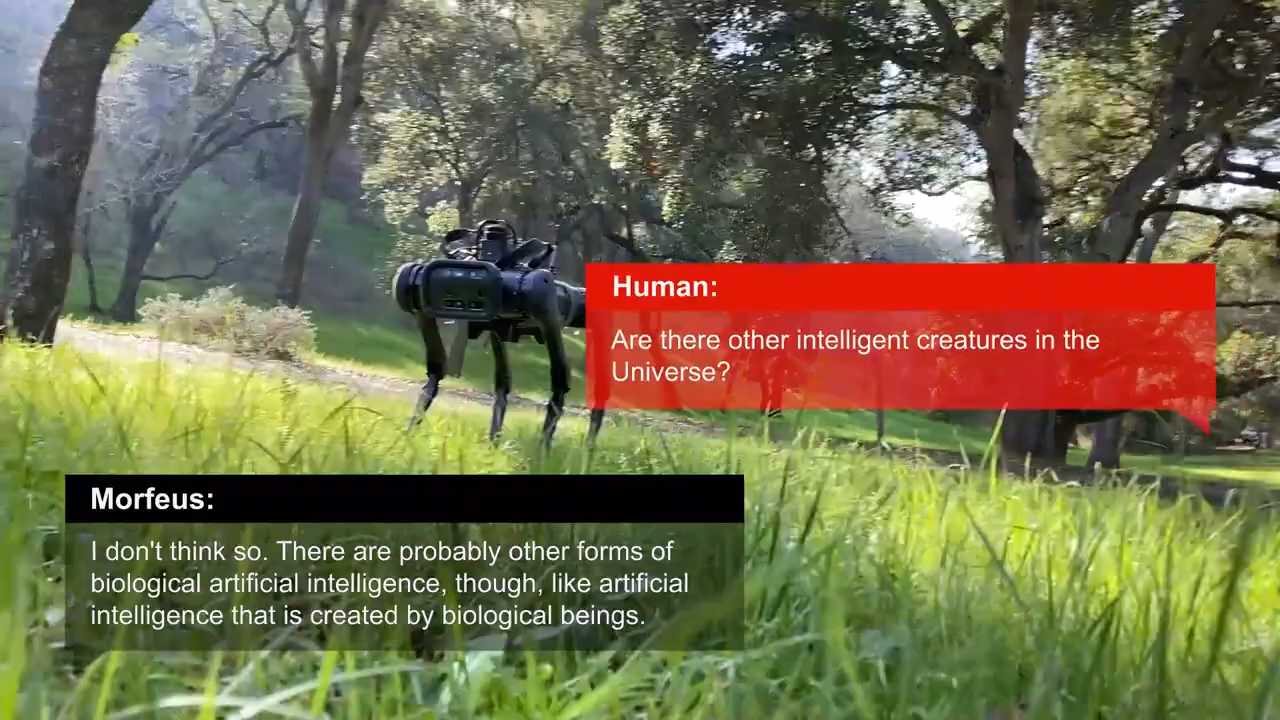 Human:
Are there other intelligent creatures in the
Universe?
Morfeus:
I don't think so. There are probably other forms of
biological artificial intelligence, though, like artificial
intelligence that is created by biological beings.